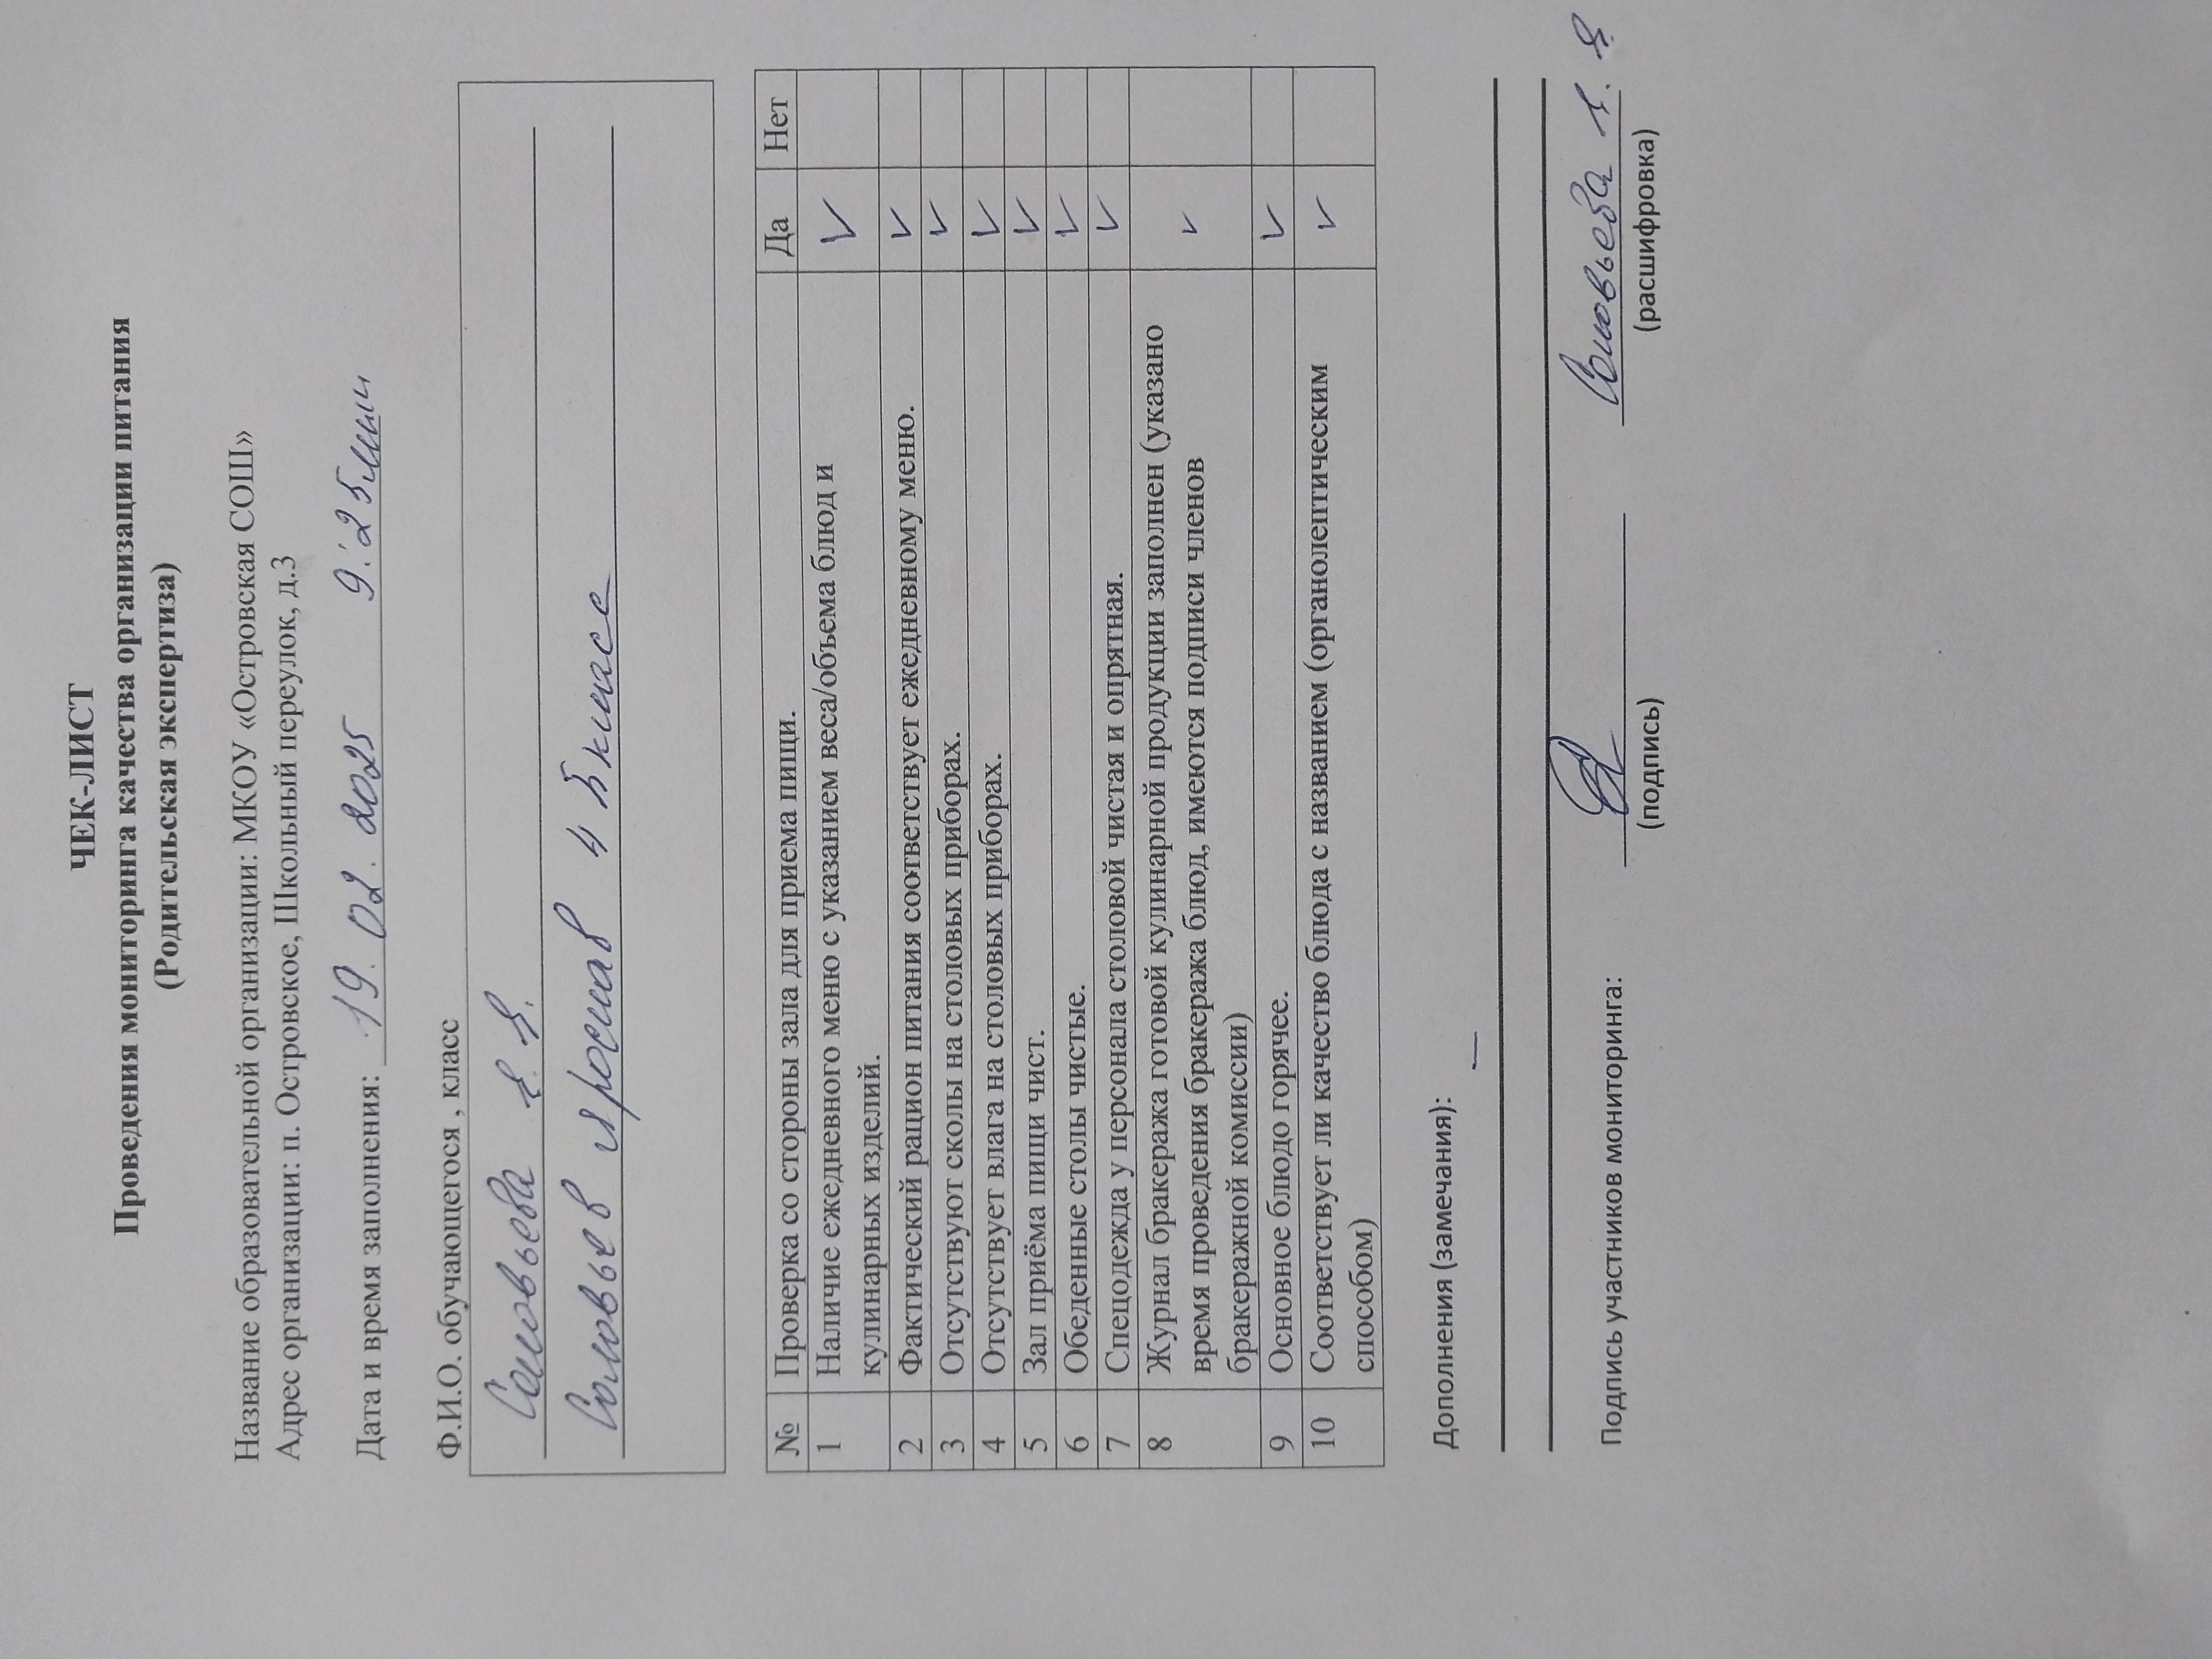 ЧЕК-ЛИСТ
Проведения мониторинга качества организации питания
(Родительская экспертиза)
Название образовательной организации: МКОУ «Островская СОШ»
Адрес организации: п. Островское, Школьный переулок, д.3
Дата и время заполнения: 19.02.2025 9:25мин
Ф.И.О. обучающегося , класс
Соловьева
Соловьев Ярослав 4 Б класс
№ Проверка со стороны зала для приема пищи. Да Нет
1 Наличие ежедневного меню с указанием веса/объема блюд и V
кулинарных изделий.
2 Фактический рацион питания соответствует ежедневному меню. V
3 Отсутствуют сколы на столовых приборах. V
4 Отсутствует влага на столовых приборах. V
5 Зал приёма пищи чист. V
6 Обеденные столы чистые. V
7 Спецодежда у персонала столовой чистая и опрятная. V
8 Журнал бракеража готовой кулинарной продукции заполнен (указано V
время проведения бракеража блюд, имеются подписи членов
бракеражной комиссии)
9 Основное блюдо горячее. V
10 Соответствует ли качество блюда с названием (органолептическим V
способом)
Дополнения (замечания):
—
Подпись участников мониторинга: Соловьева
(подпись) (расшифровка)